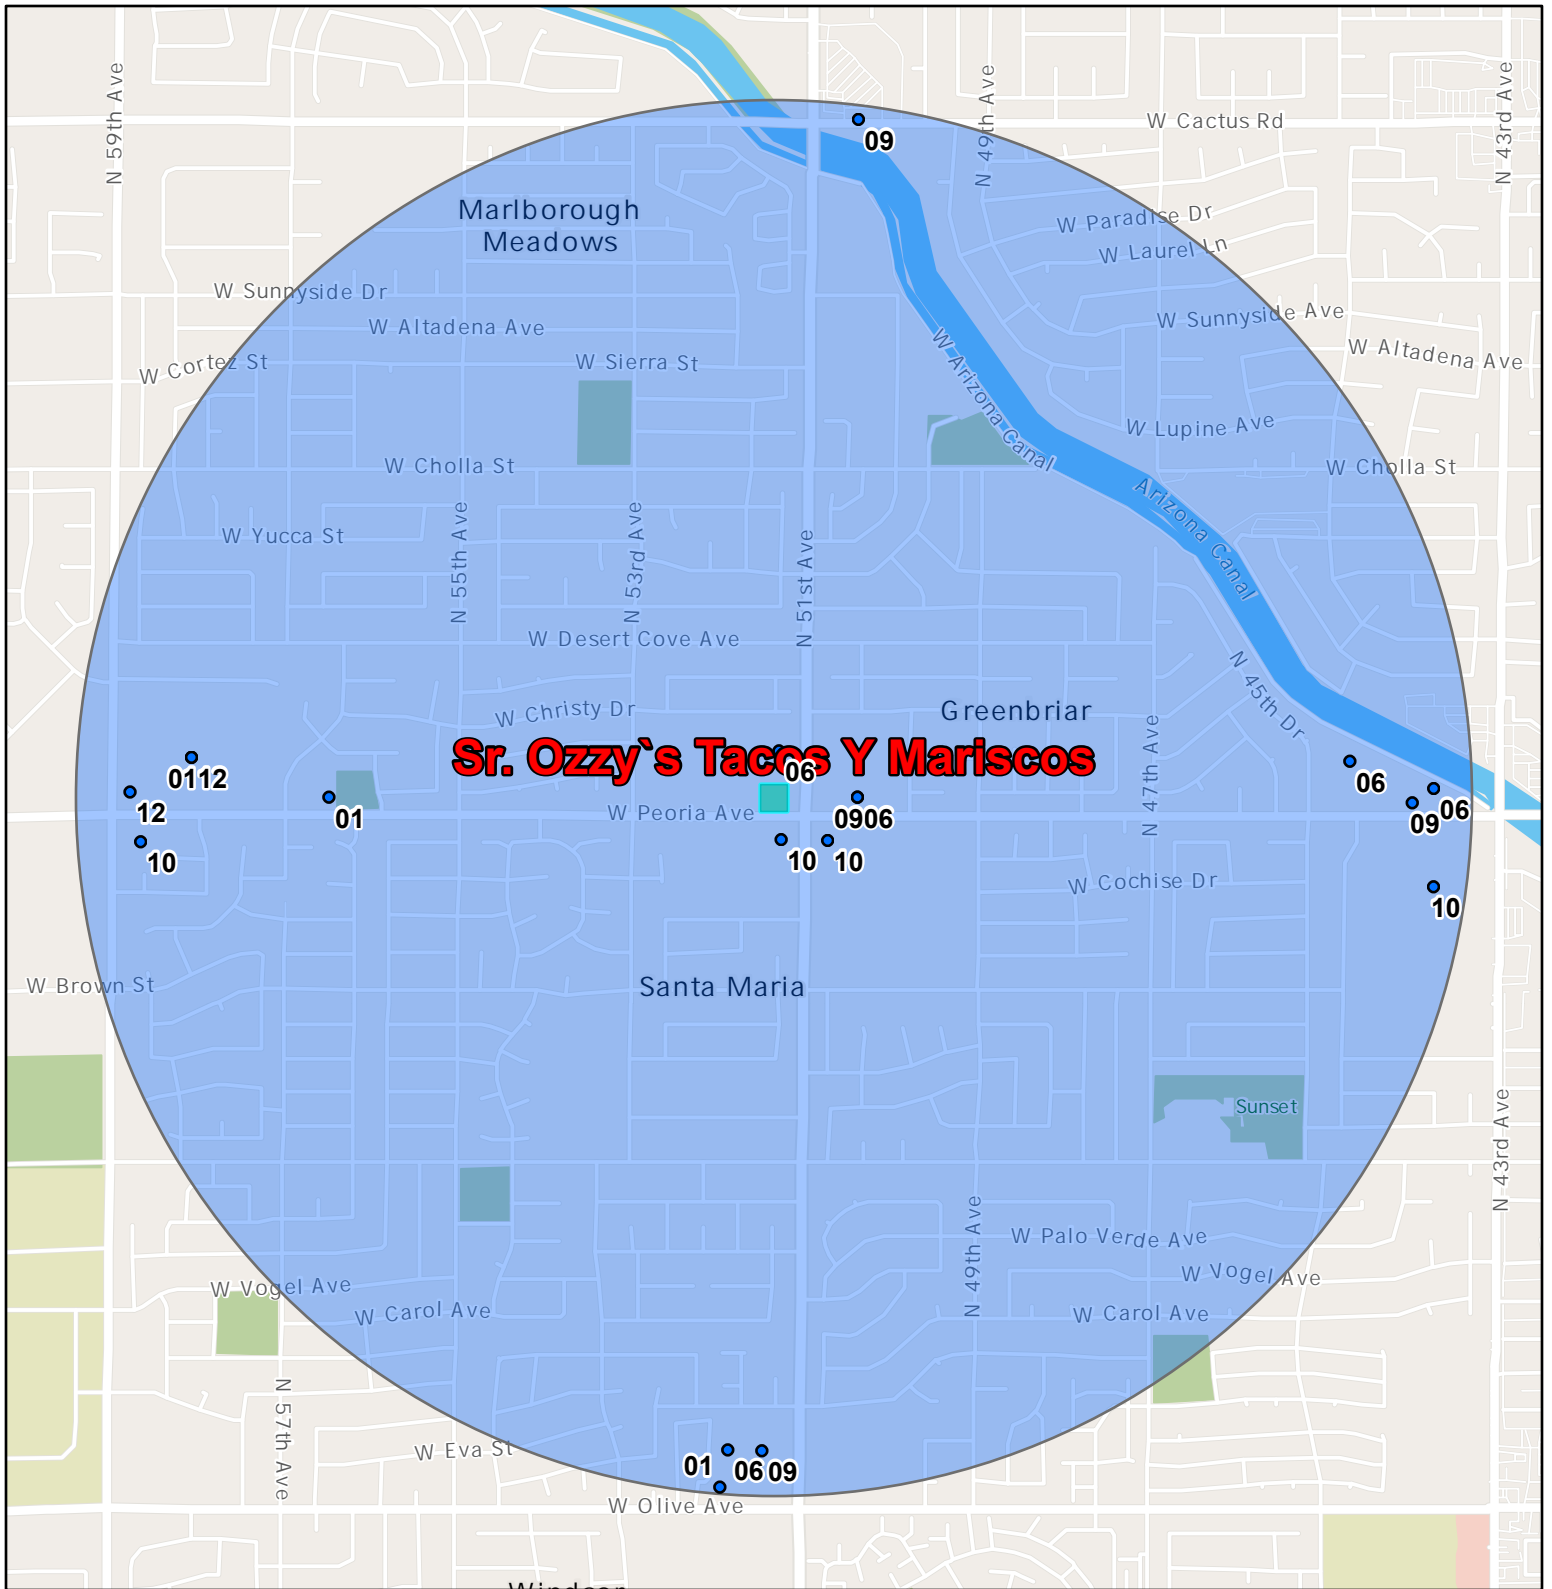 N 59th Ave
N 49th Ave
N 43rd Ave
W Cactus Rd
09
Marlborough
Meadows
W Paradise Dr
W Laurel Ln
W Sunnyside Dr
W Sunnyside Ave
W Altadena Ave
W Altadena Ave
W Cortez St
W Sierra St
W Arizona Canal
W Lupine Ave
W Cholla St
W Cholla St
Arizona Canal
W Yucca St
N 55th Ave
N 53rd Ave
N 51st Ave
W Desert Cove Ave
N 45th Dr
W Christy Dr
Greenbriar
N 47th Ave
Sr. Ozzy`s Tacos Y Mariscos
06
0112
06
12
01
W Peoria Ave
0906
09
06
10
10
10
W Cochise Dr
10
W Brown St
Santa Maria
Sunset
N 43rd Ave
N 49th Ave
W Palo Verde Ave
W Vogel Ave
W Vogel Ave
W Carol Ave
W Carol Ave
N 57th Ave
W Eva St
01
06
09
W Olive Ave
Windsor